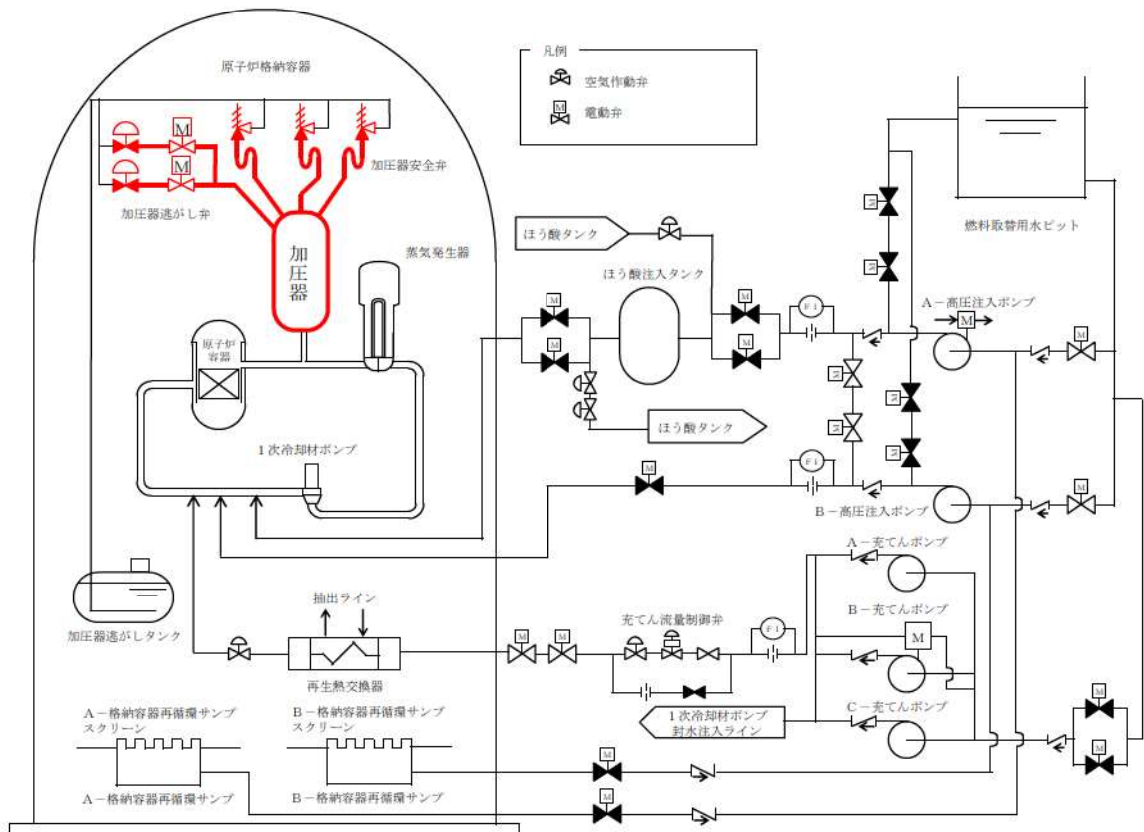 原子炉格納容器
凡例
空気作動弁
M
電動弁
M
M
加圧器安全弁
加圧器逃がし弁
加圧器
蒸気発生器
原子炉
容器
1次冷却材ポンプ
加圧器逃がしタンク
ほう酸タンク
ほう酸注入タンク
M
M
M
M
FI
ほう酸タンク
M
M
M
M
M
M
燃料取替用水ピット
A-高圧注入ポンプ
M
M
M
FI
B-高圧注入ポンプ
M
A-充てんポンプ
B-充てんポンプ
M
C-充てんポンプ
抽出ライン
再生熱交換器
M
M
充てん流量制御弁
FI
1次冷却材ポンプ
封水注入ライン
M
M
A-格納容器再循環サンプ
スクリーン
B-格納容器再循環サンプ
スクリーン
A-格納容器再循環サンプ
B-格納容器再循環サンプ
M
M